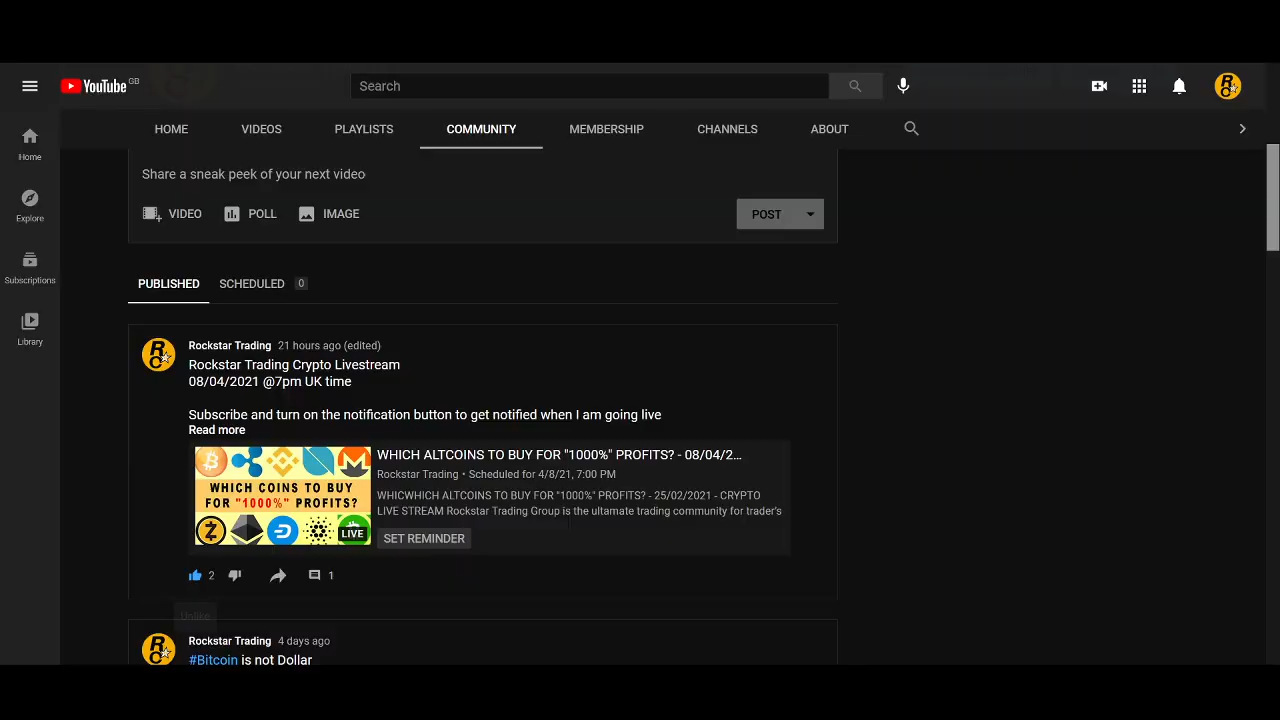 YouTube GB
Search
HOME VIDEOS PLAYLISTS COMMUNITY MEMBERSHIP CHANNELS ABOUT
Home
Explore
Subscriptions
Library
Share a sneak peek of your next video
VIDEO POLL IMAGE POST
PUBLISHED SCHEDULED 0
Rockstar Trading 21 hours ago (edited)
Rockstar Trading Crypto Livestream
08/04/2021 @7pm UK time
Subscribe and turn on the notification button to get notified when I am going live
Read more
WHICH COINS TO BUY
FOR "1000%" PROFITS?
LIVE
WHICH ALTCOINS TO BUY FOR "1000%" PROFITS? - 08/04/2...
Rockstar Trading • Scheduled for 4/8/21, 7:00 PM
WHICWHICH ALTCOINS TO BUY FOR "1000%" PROFITS? - 25/02/2021 - CRYPTO
LIVE STREAM Rockstar Trading Group is the ultamate trading community for trader's
SET REMINDER
2 1
Unlike
Rockstar Trading 4 days ago
#Bitcoin is not Dollar